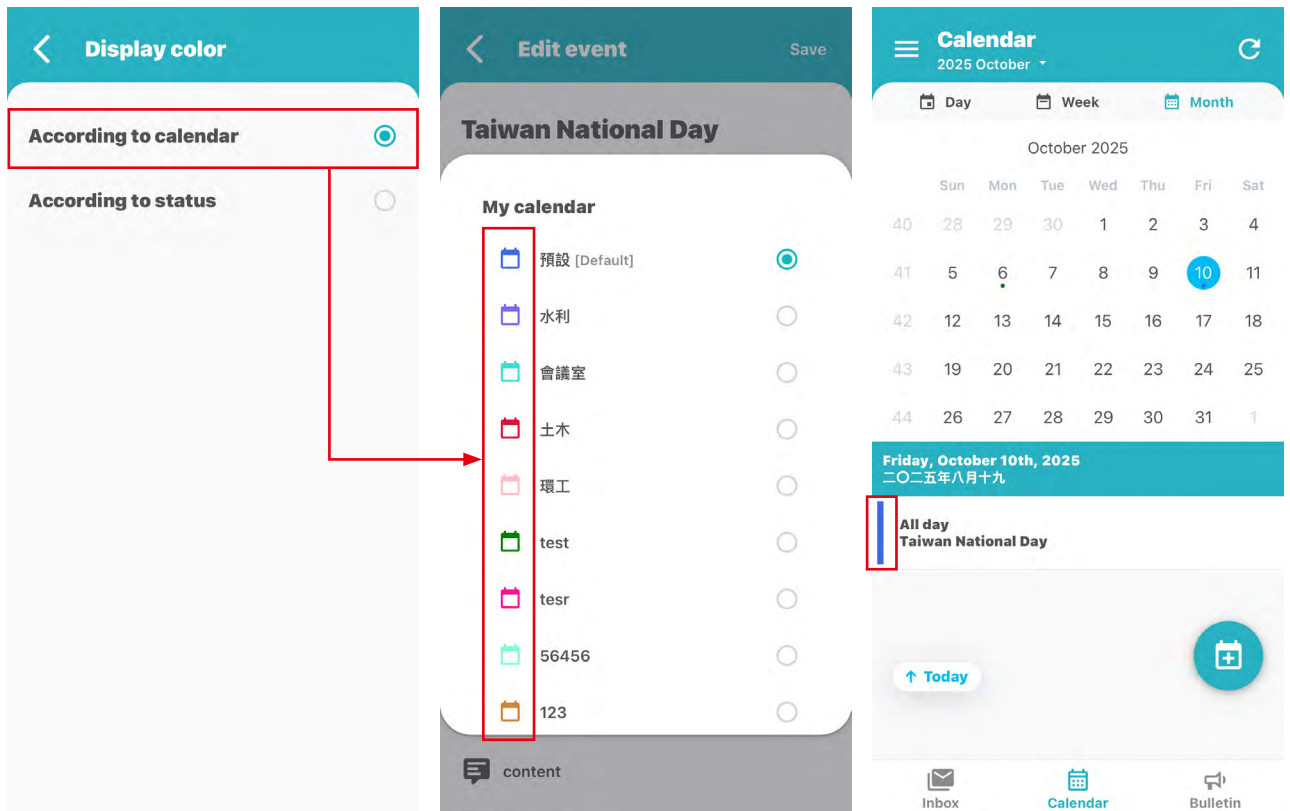 Display color
According to calendar
According to status
Edit event
Save
Taiwan National Day
My calendar
預設 [Default]
水利
會議室
土木
環工
test
tesr
56456
123
content
Calendar
2025 October
Day Week Month
October 2025
Sun Mon Tue Wed Thu Fri Sat
40 28 29 30 1 2 3 4
41 5 6 7 8 9 10 11
42 12 13 14 15 16 17 18
43 19 20 21 22 23 24 25
44 26 27 28 29 30 31 1
Friday, October 10th, 2025
二〇二五年八月十九
All day
Taiwan National Day
↑ Today
Inbox Calendar Bulletin